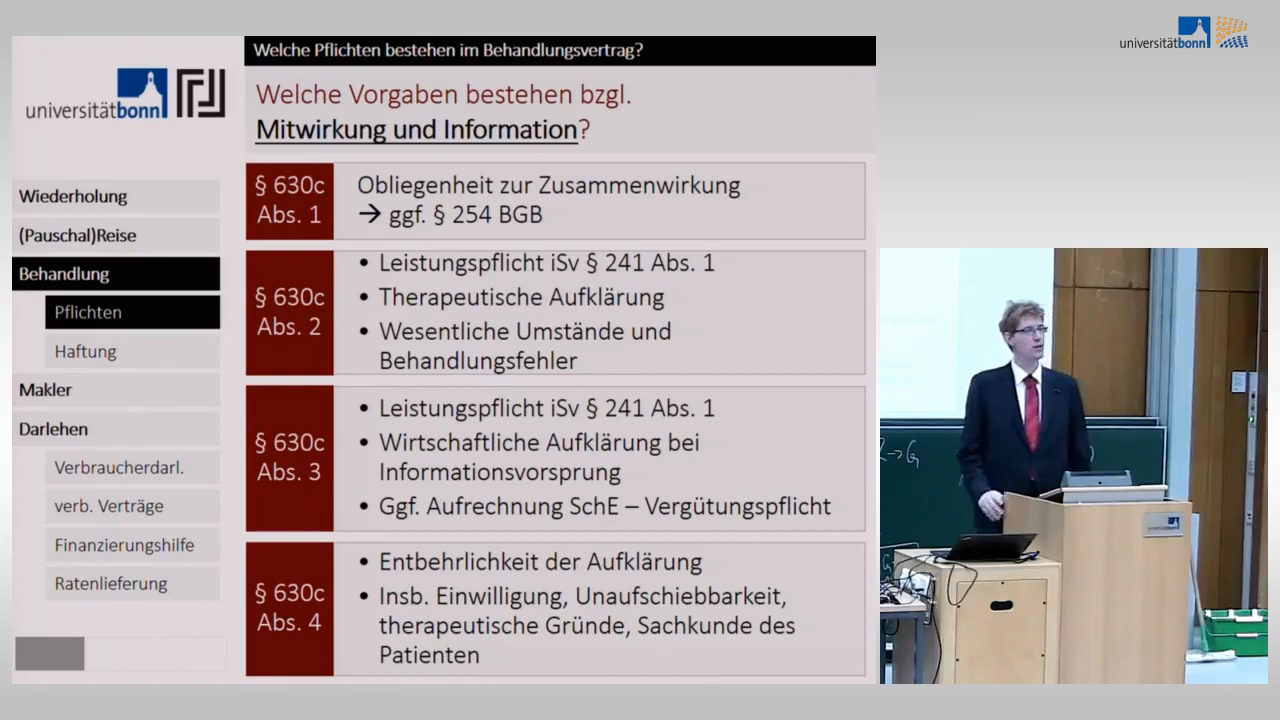 universitätbonn
Welche Pflichten bestehen im Behandlungsvertrag?
universitätbonn
Welche Vorgaben bestehen bzgl.
Mitwirkung und Information?
Wiederholung
(Pauschal)Reise
Behandlung
Pflichten
Haftung
Makler
Darlehen
Verbraucherdarl.
verb. Verträge
Finanzierungshilfe
Ratenlieferung
§ 630c
Abs. 1
Obliegenheit zur Zusammenwirkung
→ ggf. § 254 BGB
§ 630c
Abs. 2
• Leistungspflicht iSv § 241 Abs. 1
• Therapeutische Aufklärung
• Wesentliche Umstände und
Behandlungsfehler
§ 630c
Abs. 3
• Leistungspflicht iSv § 241 Abs. 1
• Wirtschaftliche Aufklärung bei
Informationsvorsprung
• Ggf. Aufrechnung SchE – Vergütungspflicht
§ 630c
Abs. 4
• Entbehrlichkeit der Aufklärung
• Insb. Einwilligung, Unaufschiebbarkeit,
therapeutische Gründe, Sachkunde des
Patienten